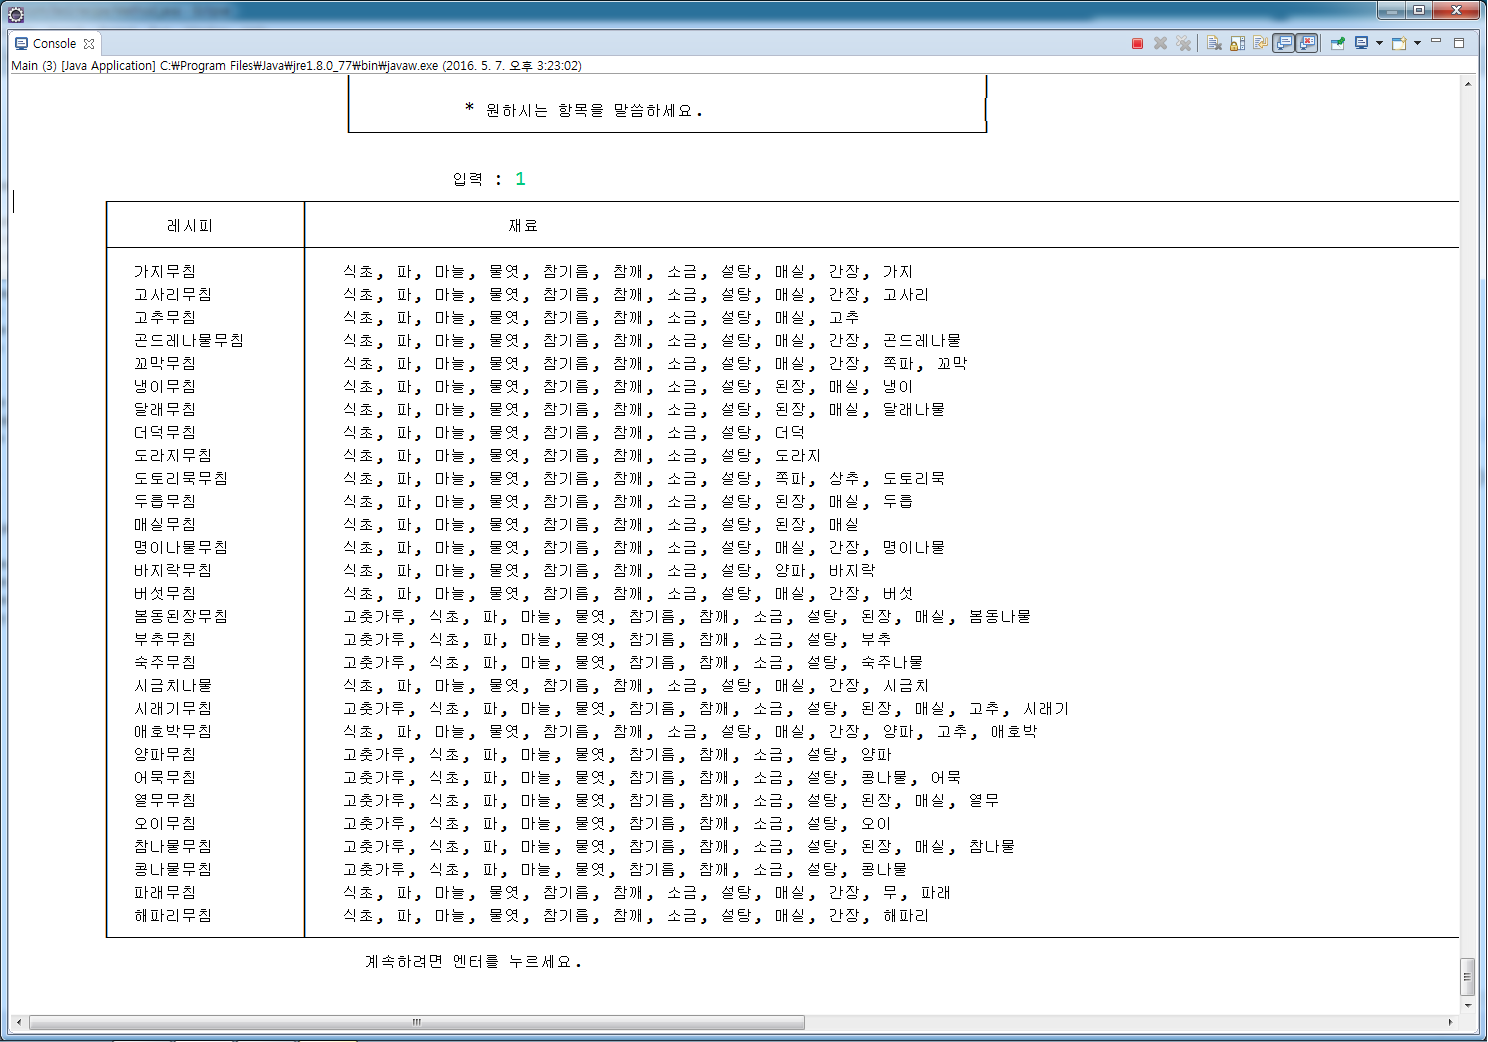 Console
Main (3) [Java Application] C:₩Program Files₩Java₩jre1.8.0_77₩bin₩javaw.exe (2016. 5. 7. 오후 3:23:02)
* 원하시는 항목을 말씀하세요.
입력 : 1
레시피 재료
가지무침 식초, 파, 마늘, 물엿, 참기름, 참깨, 소금, 설탕, 매실, 간장, 가지
고사리무침 식초, 파, 마늘, 물엿, 참기름, 참깨, 소금, 설탕, 매실, 간장, 고사리
고추무침 식초, 파, 마늘, 물엿, 참기름, 참깨, 소금, 설탕, 매실, 고추
곤드레나물무침 식초, 파, 마늘, 물엿, 참기름, 참깨, 소금, 설탕, 매실, 간장, 곤드레나물
꼬막무침 식초, 파, 마늘, 물엿, 참기름, 참깨, 소금, 설탕, 매실, 간장, 쪽파, 꼬막
냉이무침 식초, 파, 마늘, 물엿, 참기름, 참깨, 소금, 설탕, 된장, 매실, 냉이
달래무침 식초, 파, 마늘, 물엿, 참기름, 참깨, 소금, 설탕, 된장, 매실, 달래나물
더덕무침 식초, 파, 마늘, 물엿, 참기름, 참깨, 소금, 설탕, 더덕
도라지무침 식초, 파, 마늘, 물엿, 참기름, 참깨, 소금, 설탕, 도라지
도토리묵무침 식초, 파, 마늘, 물엿, 참기름, 참깨, 소금, 설탕, 쪽파, 상추, 도토리묵
두릅무침 식초, 파, 마늘, 물엿, 참기름, 참깨, 소금, 설탕, 된장, 매실, 두릅
매실무침 식초, 파, 마늘, 물엿, 참기름, 참깨, 소금, 설탕, 된장, 매실
명이나물무침 식초, 파, 마늘, 물엿, 참기름, 참깨, 소금, 설탕, 매실, 간장, 명이나물
바지락무침 식초, 파, 마늘, 물엿, 참기름, 참깨, 소금, 설탕, 양파, 바지락
버섯무침 식초, 파, 마늘, 물엿, 참기름, 참깨, 소금, 설탕, 매실, 간장, 버섯
봄동된장무침 고춧가루, 식초, 파, 마늘, 물엿, 참기름, 참깨, 소금, 설탕, 된장, 매실, 봄동나물
부추무침 고춧가루, 식초, 파, 마늘, 물엿, 참기름, 참깨, 소금, 설탕, 부추
숙주무침 고춧가루, 식초, 파, 마늘, 물엿, 참기름, 참깨, 소금, 설탕, 숙주나물
시금치나물 식초, 파, 마늘, 물엿, 참기름, 참깨, 소금, 설탕, 매실, 간장, 시금치
시래기무침 고춧가루, 식초, 파, 마늘, 물엿, 참기름, 참깨, 소금, 설탕, 된장, 매실, 고추, 시래기
애호박무침 식초, 파, 마늘, 물엿, 참기름, 참깨, 소금, 설탕, 매실, 간장, 양파, 고추, 애호박
양파무침 고춧가루, 식초, 파, 마늘, 물엿, 참기름, 참깨, 소금, 설탕, 양파
어묵무침 고춧가루, 식초, 파, 마늘, 물엿, 참기름, 참깨, 소금, 설탕, 콩나물, 어묵
열무무침 고춧가루, 식초, 파, 마늘, 물엿, 참기름, 참깨, 소금, 설탕, 된장, 매실, 열무
오이무침 고춧가루, 식초, 파, 마늘, 물엿, 참기름, 참깨, 소금, 설탕, 오이
참나물무침 고춧가루, 식초, 파, 마늘, 물엿, 참기름, 참깨, 소금, 설탕, 된장, 매실, 참나물
콩나물무침 고춧가루, 식초, 파, 마늘, 물엿, 참기름, 참깨, 소금, 설탕, 콩나물
파래무침 식초, 파, 마늘, 물엿, 참기름, 참깨, 소금, 설탕, 매실, 간장, 무, 파래
해파리무침 식초, 파, 마늘, 물엿, 참기름, 참깨, 소금, 설탕, 매실, 간장, 해파리
계속하려면 엔터를 누르세요.